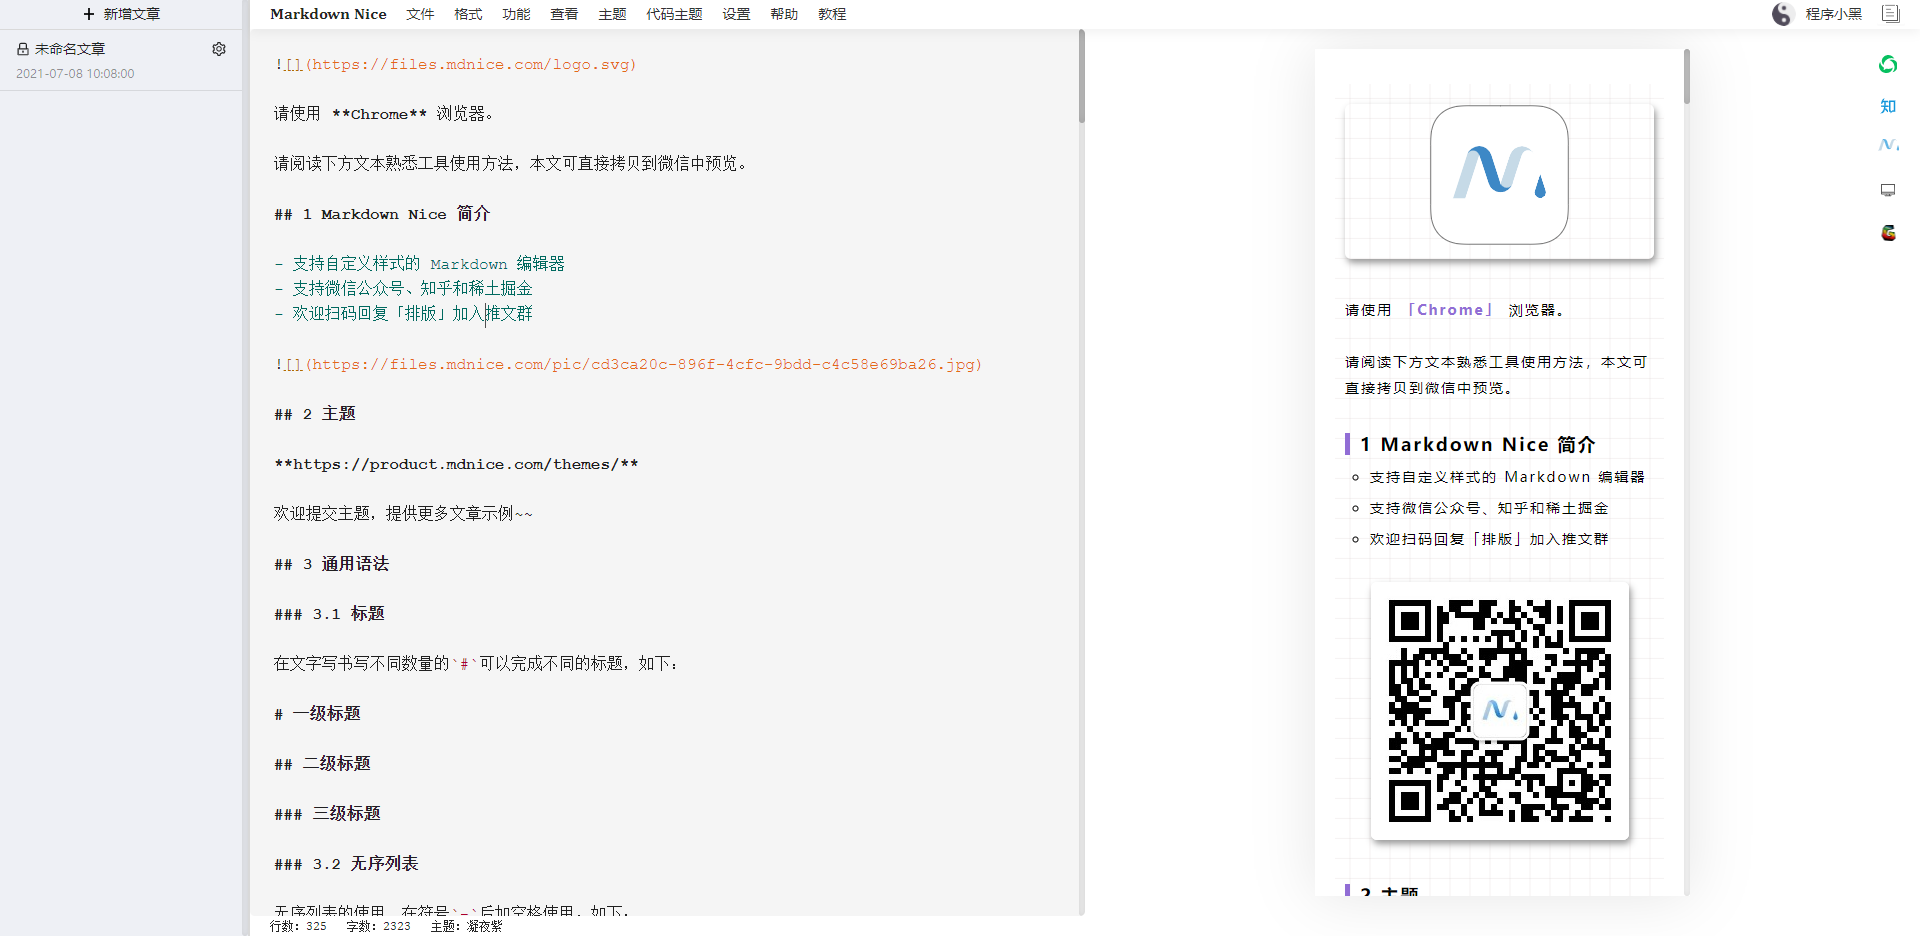 + 新增文章
未命名文章
2021-07-08 10:08:00
Markdown Nice 文件 格式 功能 查看 主题 代码主题 设置 帮助 教程
程序小黑
![](https://files.mdnice.com/logo.svg)
请使用 **Chrome** 浏览器。
请阅读下方文本熟悉工具使用方法，本文可直接拷贝到微信中预览。
## 1 Markdown Nice 简介
- 支持自定义样式的 Markdown 编辑器
- 支持微信公众号、知乎和稀土掘金
- 欢迎扫码回复「排版」加入推文群
![](https://files.mdnice.com/pic/cd3ca20c-896f-4cfc-9bdd-c4c58e69ba26.jpg)
## 2 主题
**https://product.mdnice.com/themes/**
欢迎提交主题，提供更多文章示例~~
## 3 通用语法
### 3.1 标题
在文字写书写不同数量的`#`可以完成不同的标题，如下：
# 一级标题
## 二级标题
### 三级标题
### 3.2 无序列表
无序列表的使用，在符号`-`后加空格使用。如下：
行数：325 字数：2323 主题：凝夜紫
请使用 「Chrome」 浏览器。
请阅读下方文本熟悉工具使用方法，本文可
直接拷贝到微信中预览。
1 Markdown Nice 简介
支持自定义样式的 Markdown 编辑器
支持微信公众号、知乎和稀土掘金
欢迎扫码回复「排版」加入推文群
2 主题
知